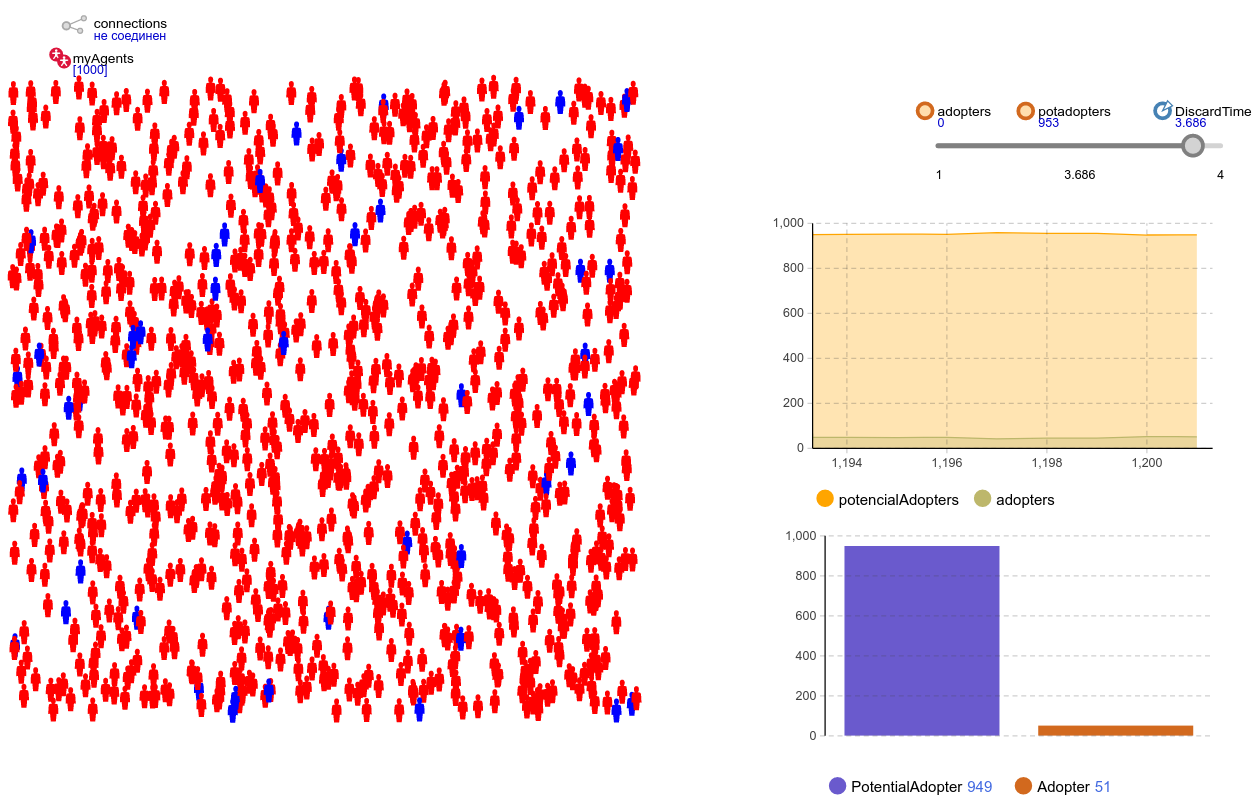 connections
не соединен
myAgents
[1000]
adopters
0
potadopters
953
DiscardTime
3.686
1
3.686
4
1,000
800
600
400
200
0
1,194
1,196
1,198
1,200
potencialAdopters
adopters
1,000
800
600
400
200
0
PotentialAdopter 949
Adopter 51